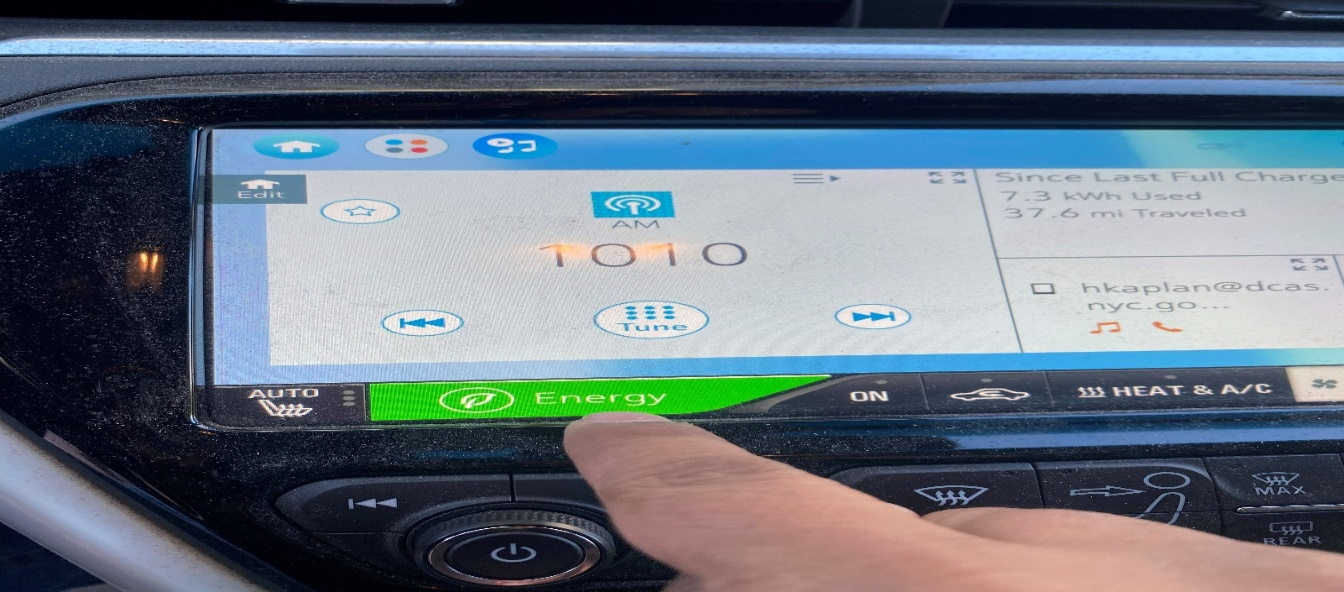 Edit
AM
1010
Tune
Since Last Full Charge
7.3 kWh Used
37.6 mi Traveled
hkaplan@dcas.
nyc.go...
AUTO
Energy
ON
HEAT & A/C
MAX
REAR